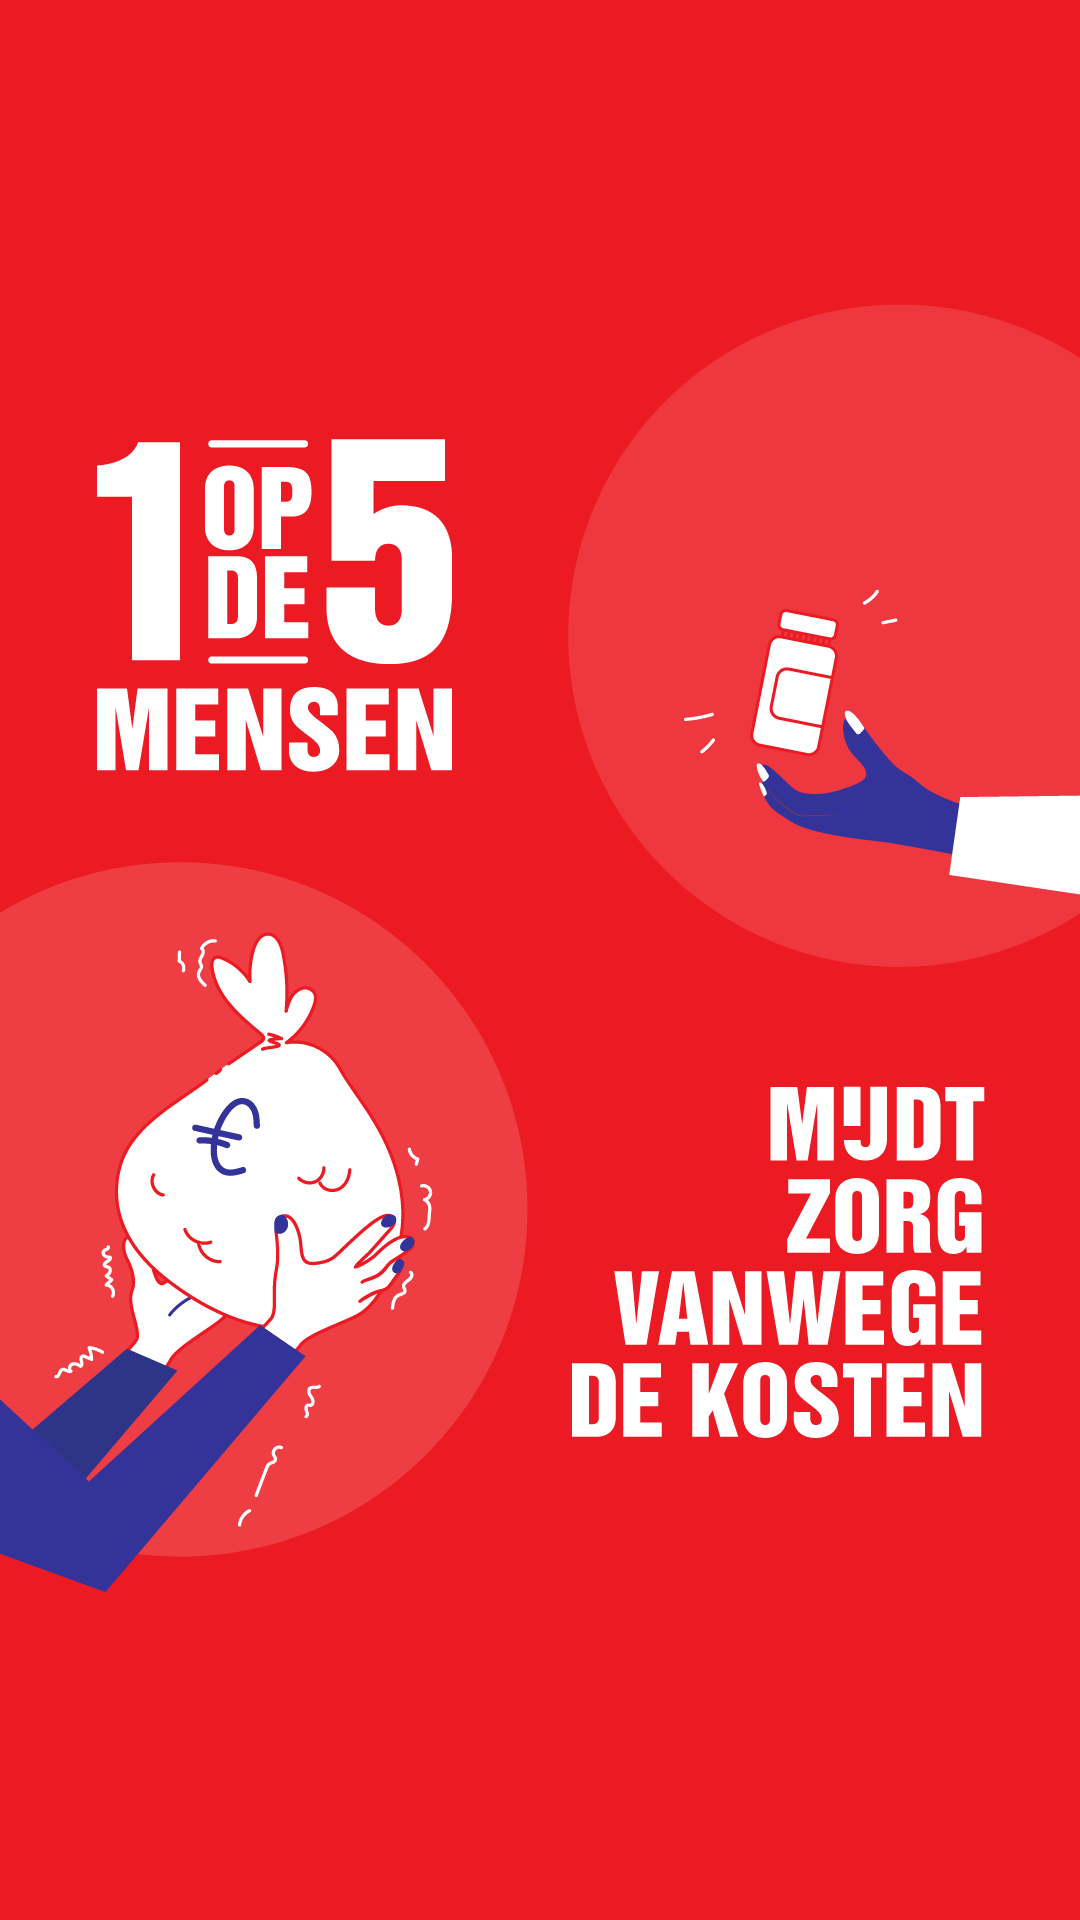 1 OP DE 5
MENSEN
€
MIJDT
ZORG
VANWEGE
DE KOSTEN